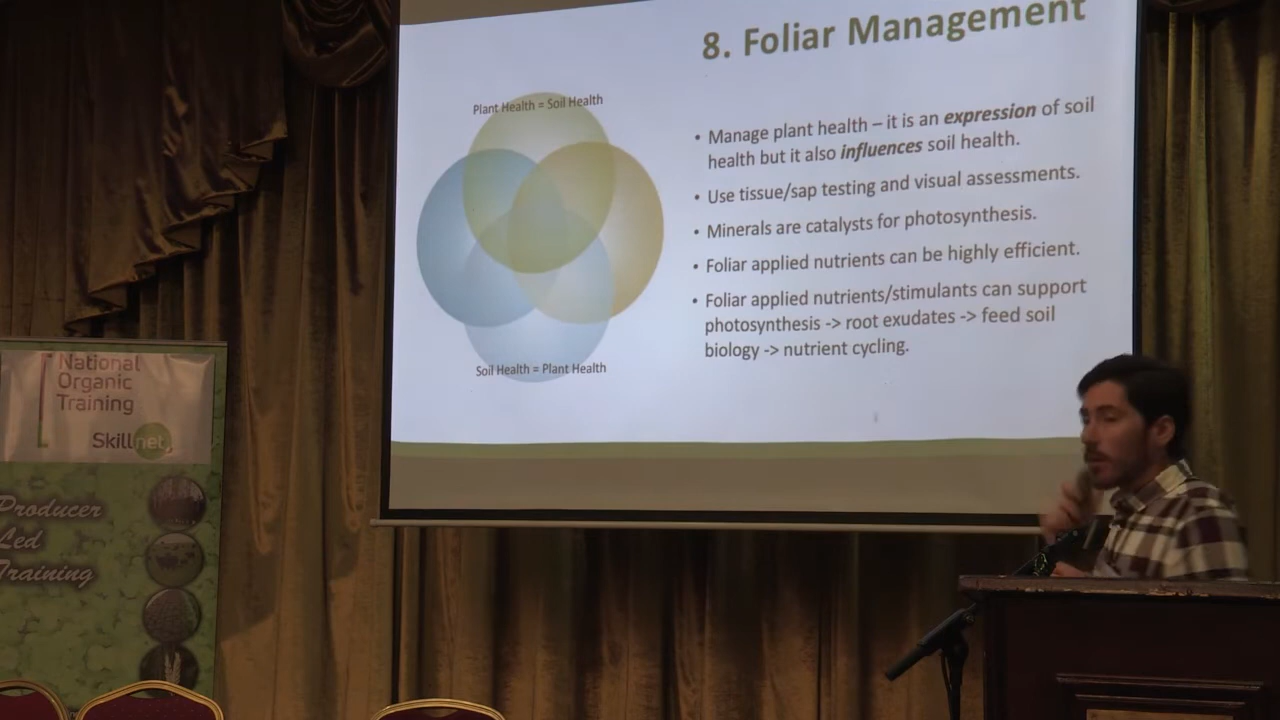 8. Foliar Management
Plant Health = Soil Health
Soil Health = Plant Health
• Manage plant health – it is an expression of soil
health but it also influences soil health.
• Use tissue/sap testing and visual assessments.
• Minerals are catalysts for photosynthesis.
• Foliar applied nutrients can be highly efficient.
• Foliar applied nutrients/stimulants can support
photosynthesis -> root exudates -> feed soil
biology -> nutrient cycling.
National
Organic
Training
Skillnet
Producer
Led
Training